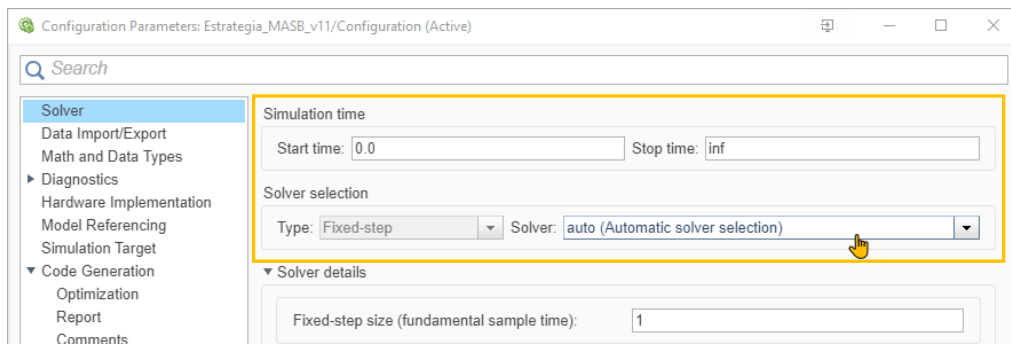 Configuration Parameters: Estrategia_MASB_v11/Configuration (Active)
Search
Solver
Data Import/Export
Math and Data Types
Diagnostics
Hardware Implementation
Model Referencing
Simulation Target
Code Generation
Optimization
Report
Comments
Simulation time
Start time: 0.0 Stop time: inf
Solver selection
Type: Fixed-step Solver: auto (Automatic solver selection)
Solver details
Fixed-step size (fundamental sample time): 1